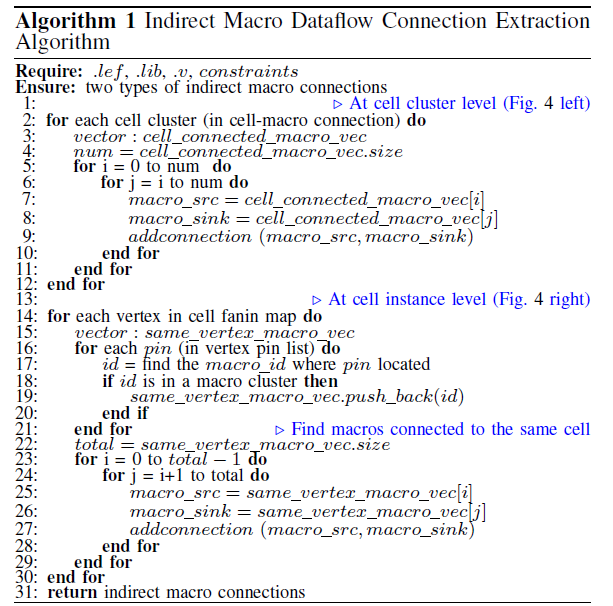 Algorithm 1 Indirect Macro Dataflow Connection Extraction
Algorithm
Require: .lef, .lib, .v, constraints
Ensure: two types of indirect macro connections
1: ▷ At cell cluster level (Fig. 4 left)
2: for each cell cluster (in cell-macro connection) do
3: vector : cell_connected_macro_vec
4: num = cell_connected_macro_vec.size
5: for i = 0 to num do
6: for j = i to num do
7: macro_src = cell_connected_macro_vec[i]
8: macro_sink = cell_connected_macro_vec[j]
9: addconnection (macro_src, macro_sink)
10: end for
11: end for
12: end for
13: ▷ At cell instance level (Fig. 4 right)
14: for each vertex in cell fanin map do
15: vector : same_vertex_macro_vec
16: for each pin (in vertex pin list) do
17: id = find the macro_id where pin located
18: if id is in a macro cluster then
19: same_vertex_macro_vec.push_back(id)
20: end if
21: end for ▷ Find macros connected to the same cell
22: total = same_vertex_macro_vec.size
23: for i = 0 to total − 1 do
24: for j = i+1 to total do
25: macro_src = same_vertex_macro_vec[i]
26: macro_sink = same_vertex_macro_vec[j]
27: addconnection (macro_src, macro_sink)
28: end for
29: end for
30: end for
31: return indirect macro connections